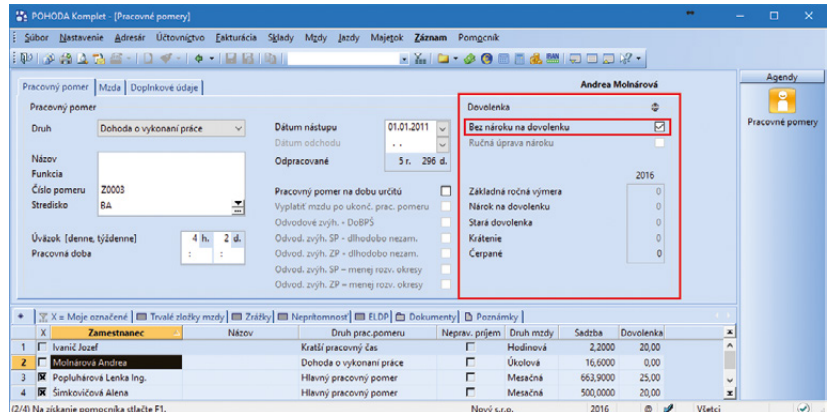 POHODA Komplet - [Pracovné pomery]
Súbor Nastavenie Adresár Účtovníctvo Fakturácia Sklady Mzdy Jazdy Majetok Záznam Pomocník
Pracovný pomer Mzda Doplnkové údaje Andrea Molnárová
Agendy
Pracovné pomery
Pracovný pomer
Druh Dohoda o vykonaní práce
Názov
Funkcia
Číslo pomeru Z0003
Stredisko BA
Úväzok [denne, týždenne] 4 h. 2 d.
Pracovná doba : :
Dátum nástupu 01.01.2011
Dátum odchodu . .
Odpracované 5 r. 296 d.
Pracovný pomer na dobu určitú
Vyplatiť mzdu po ukonč. prac. pomeru
Odvodové zvýh. - DoBPŠ
Odvod. zvýh. SP - dlhodobo nezam.
Odvod. zvýh. ZP - dlhodobo nezam.
Odvod. zvýh. SP – menej rozv. okresy
Odvod. zvýh. ZP – menej rozv. okresy
Dovolenka
Bez nároku na dovolenku
Ručná úprava nároku
2016
Základná ročná výmera 0
Nárok na dovolenku 0
Stará dovolenka 0
Krátenie 0
Čerpané 0
X = Moje označené Trvalé zložky mzdy Zrážky Neprítomnosť ELDP Dokumenty Poznámky
X Zamestnanec Názov Druh prac.pomeru Neprav. príjem Druh mzdy Sadzba Dovolenka
1 Ivanič Jozef Kratší pracovný čas Hodinová 2,2000 20,00
2 Molnárová Andrea Dohoda o vykonaní práce Úkolová 16,6000 0,00
3 Popluhárová Lenka Ing. Hlavný pracovný pomer Mesačná 663,9000 25,00
4 Šimkovičová Alena Hlavný pracovný pomer Mesačná 500,0000 20,00
(2/4) Na získanie pomocníka stlačte F1. Nový s.r.o. 2016 Všetci